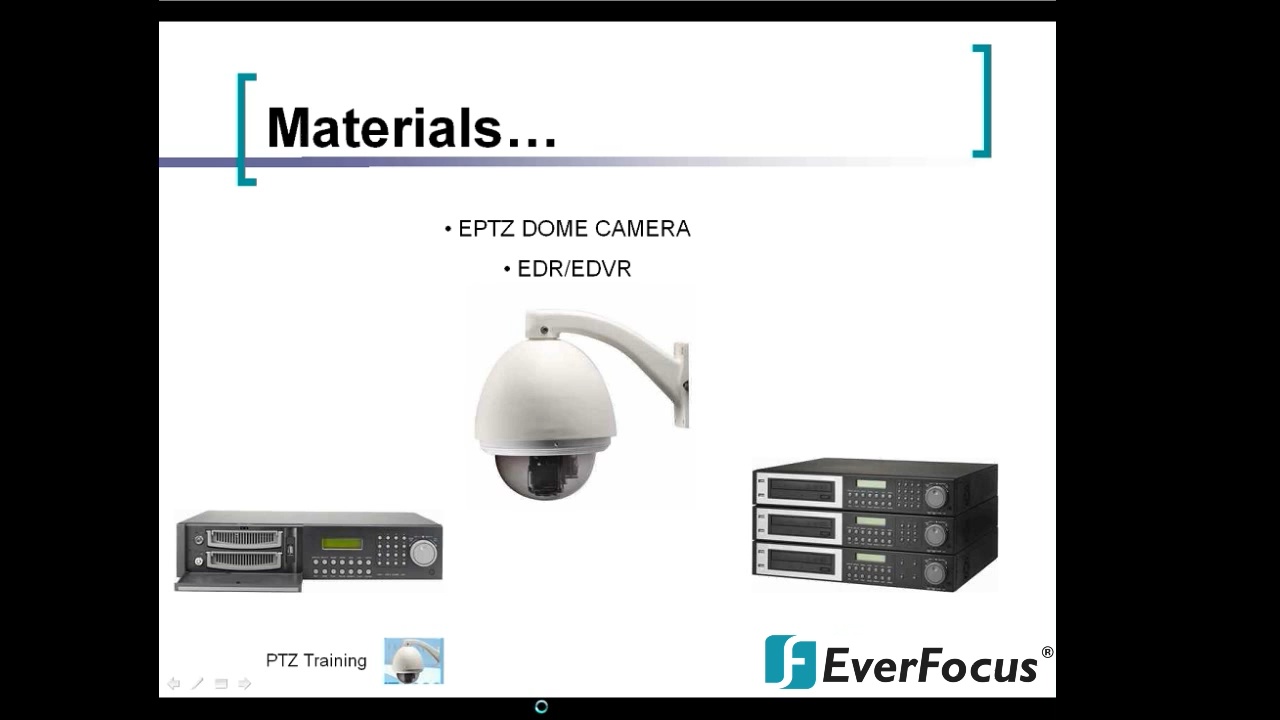 Materials...
• EPTZ DOME CAMERA
• EDR/EDVR
PTZ Training
EverFocus®